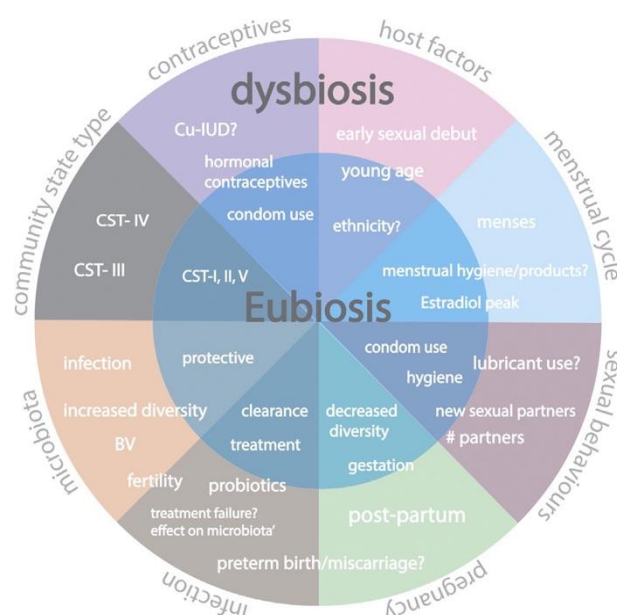 contraceptives
host factors
community state type
menstrual cycle
dysbiosis
Cu-IUD?
early sexual debut
hormonal
contraceptives
young age
condom use
ethnicity?
CST- IV
menses
CST- III
CST-I, II, V
menstrual hygiene/products?
Estradiol peak
Eubiosis
condom use
infection
protective
lubricant use?
hygiene
increased diversity
clearance
decreased
diversity
new sexual partners
# partners
BV
treatment
gestation
fertility
probiotics
treatment failure?
effect on microbiota'
post-partum
preterm birth/miscarriage?
microbiota
sexual behaviours
infection
pregnancy